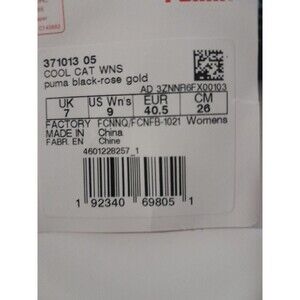 371013 05
COOL CAT WNS
puma black-rose gold
AD 3ZNNR6FX00103
UK US Wn's EUR CM
7 9 40.5 26
FACTORY FCNNQ/FCNFB-1021 Womens
MADE IN China
FABR. EN Chine
4601228257_1
1 92340 69805 1